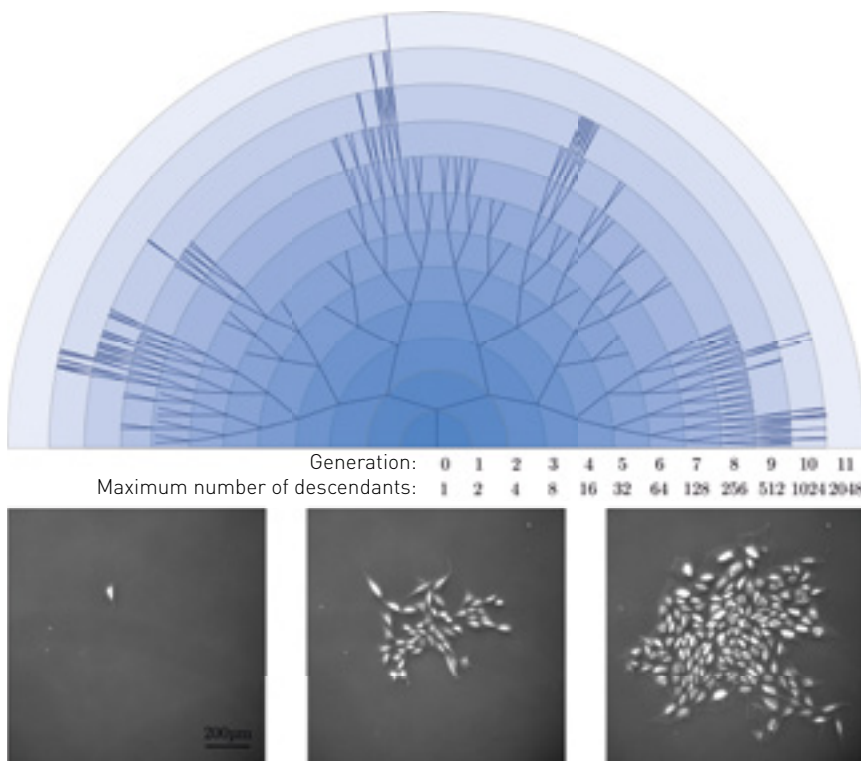 Generation: 0 1 2 3 4 5 6 7 8 9 10 11
Maximum number of descendants: 1 2 4 8 16 32 64 128 256 512 1024 2048
200μm